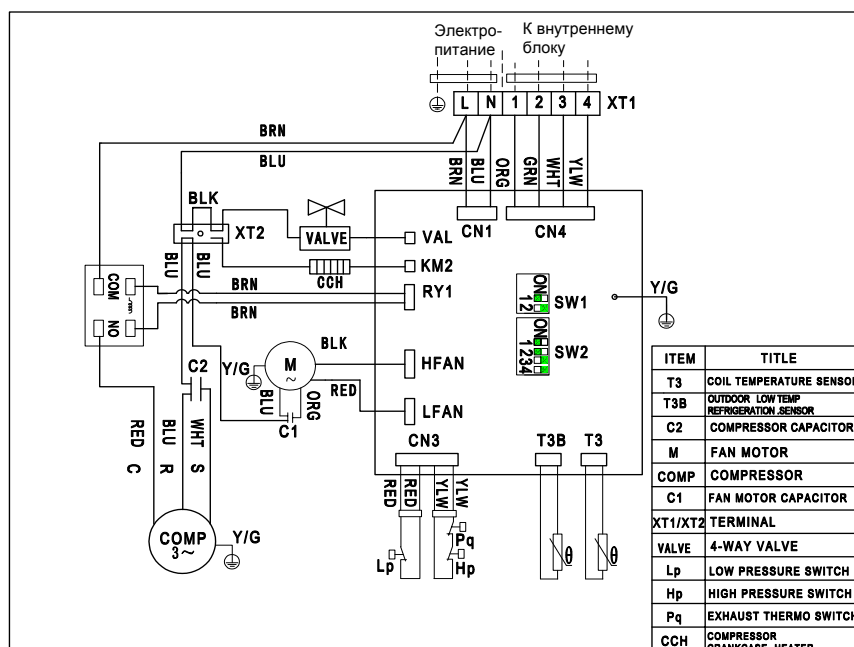 Электро-
питание
К внутреннему
блоку
L N 1 2 3 4 XT1
BRN
BLU
BRN
BLU
ORG
GRN
WHT
YLW
BLK
XT2
VALVE
VAL
CN1
CN4
KM2
CCH
BLU
BLU
COM
NO
BRN
BRN
RY1
ON
12
SW1
ON
1234
SW2
Y/G
BLK
HFAN
M
~
Y/G
C2
RED
LFAN
BLU
ORG
C1
RED C
BLU R
WHT S
COMP
3~
Y/G
CN3
T3B
T3
RED
RED
YLW
YLW
Lp
Pq
Hp
θ
θ
ITEM TITLE
T3 COIL TEMPERATURE SENSOR
T3B OUTDOOR LOW TEMP
REFRIGERATION .SENSOR
C2 COMPRESSOR CAPACITOR
M FAN MOTOR
COMP COMPRESSOR
C1 FAN MOTOR CAPACITOR
XT1/XT2 TERMINAL
VALVE 4-WAY VALVE
Lp LOW PRESSURE SWITCH
Hp HIGH PRESSURE SWITCH
Pq EXHAUST THERMO SWITCH
CCH COMPRESSOR
CRANKCASE HEATER